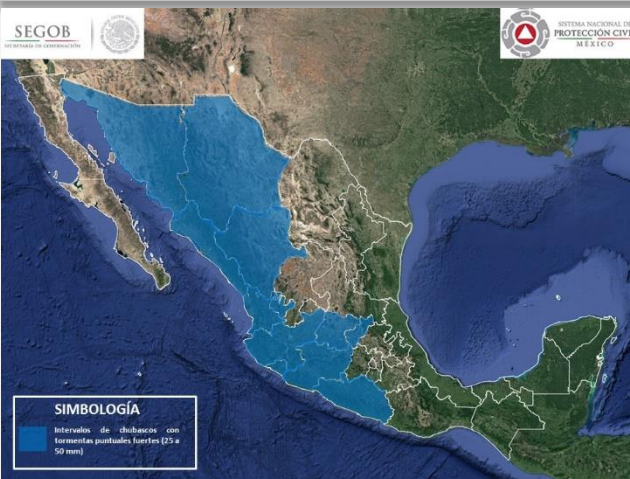 SEGOB
SECRETARÍA DE GOBERNACIÓN
SISTEMA NACIONAL DE
PROTECCIÓN CIVI
MÉXICO
SIMBOLOGÍA
Intervalos de chubascos con
tormentas puntuales fuertes (25 a
50 mm)